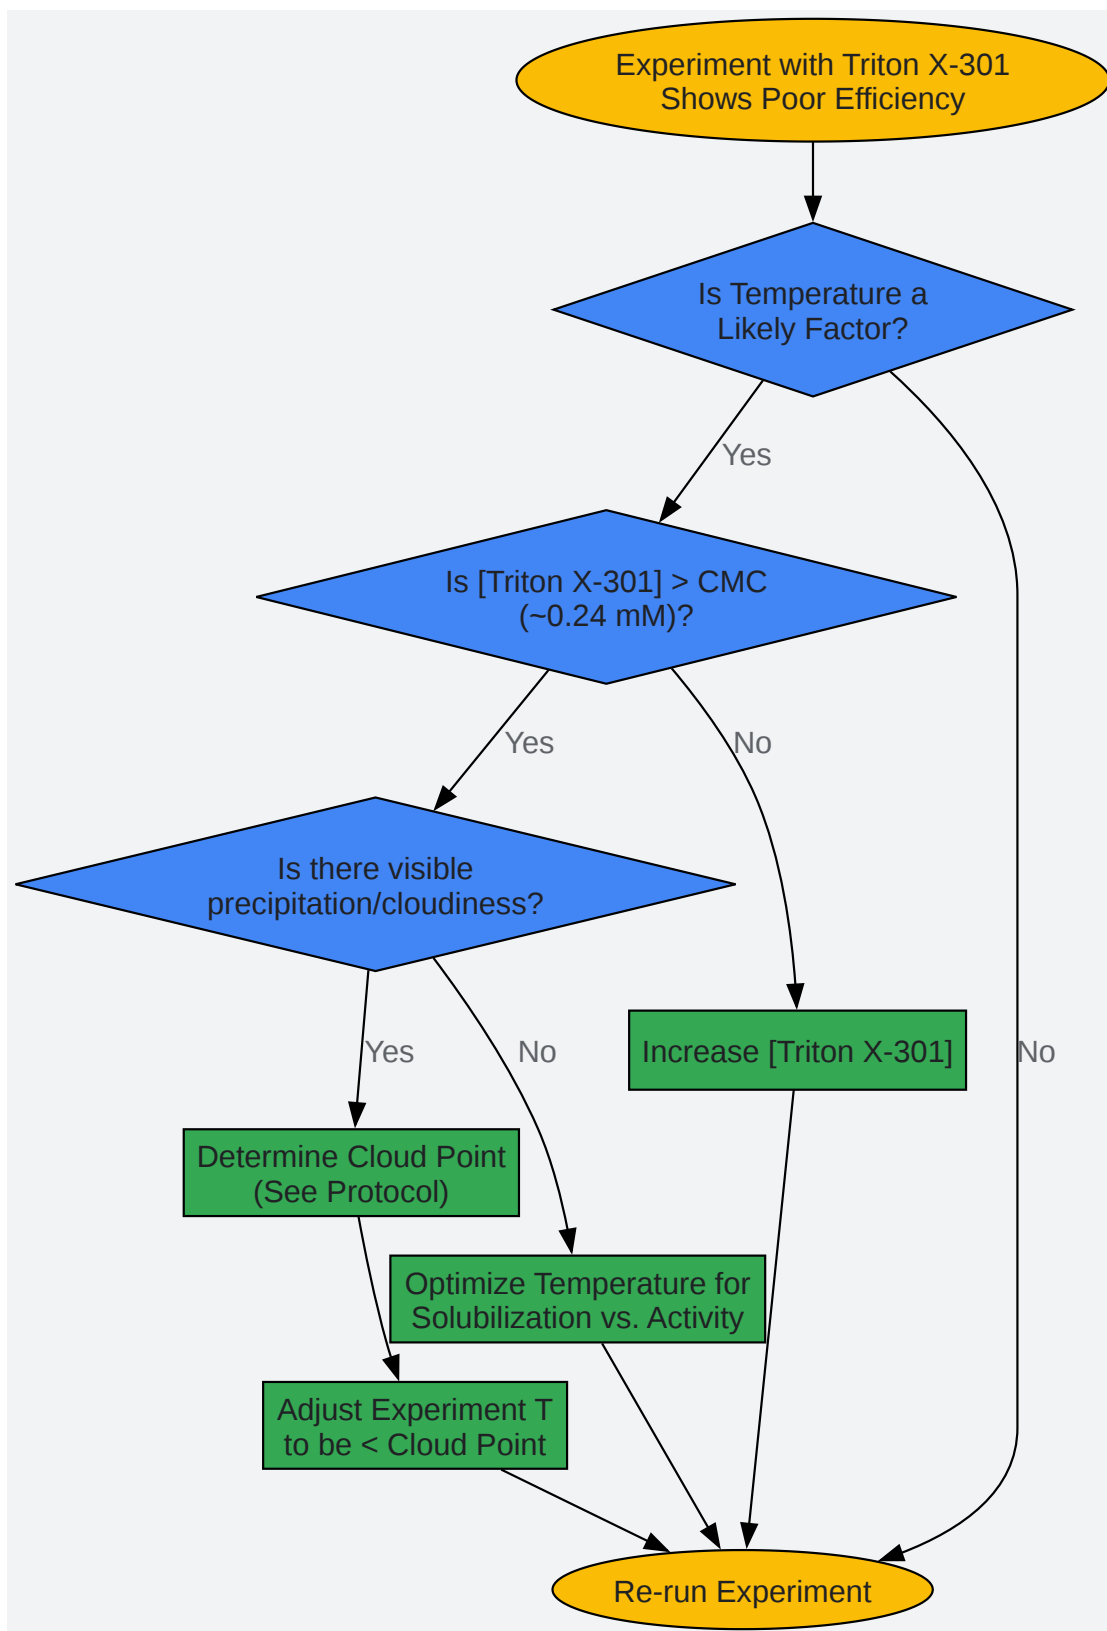 Experiment with Triton X-301
Shows Poor Efficiency
Is Temperature a
Likely Factor?
Yes
Is [Triton X-301] > CMC
(~0.24 mM)?
Yes
No
Is there visible
precipitation/cloudiness?
Yes
No
Increase [Triton X-301]
No
Determine Cloud Point
(See Protocol)
Optimize Temperature for
Solubilization vs. Activity
Adjust Experiment T
to be < Cloud Point
Re-run Experiment